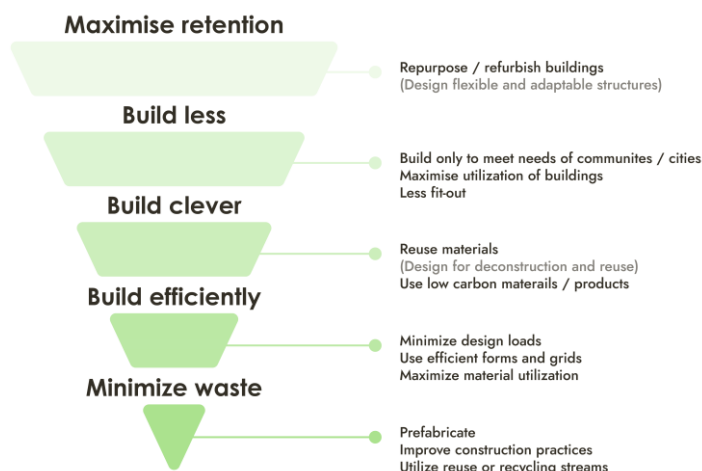 Maximise retention
Repurpose / refurbish buildings
(Design flexible and adaptable structures)
Build less
Build only to meet needs of communites / cities
Maximise utilization of buildings
Less fit-out
Build clever
Reuse materials
(Design for deconstruction and reuse)
Use low carbon materails / products
Build efficiently
Minimize design loads
Use efficient forms and grids
Maximize material utilization
Minimize waste
Prefabricate
Improve construction practices
Utilize reuse or recycling streams